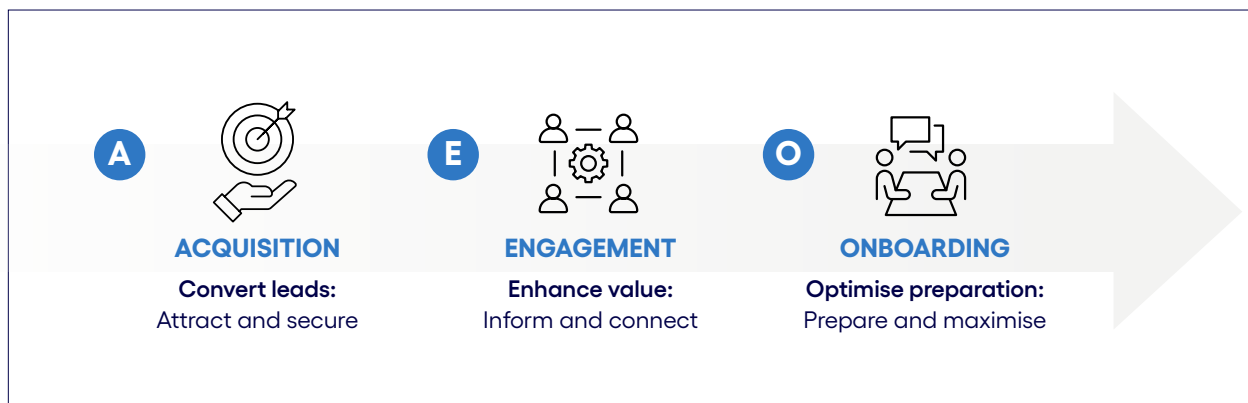 A
ACQUISITION
Convert leads:
Attract and secure
E
ENGAGEMENT
Enhance value:
Inform and connect
O
ONBOARDING
Optimise preparation:
Prepare and maximise